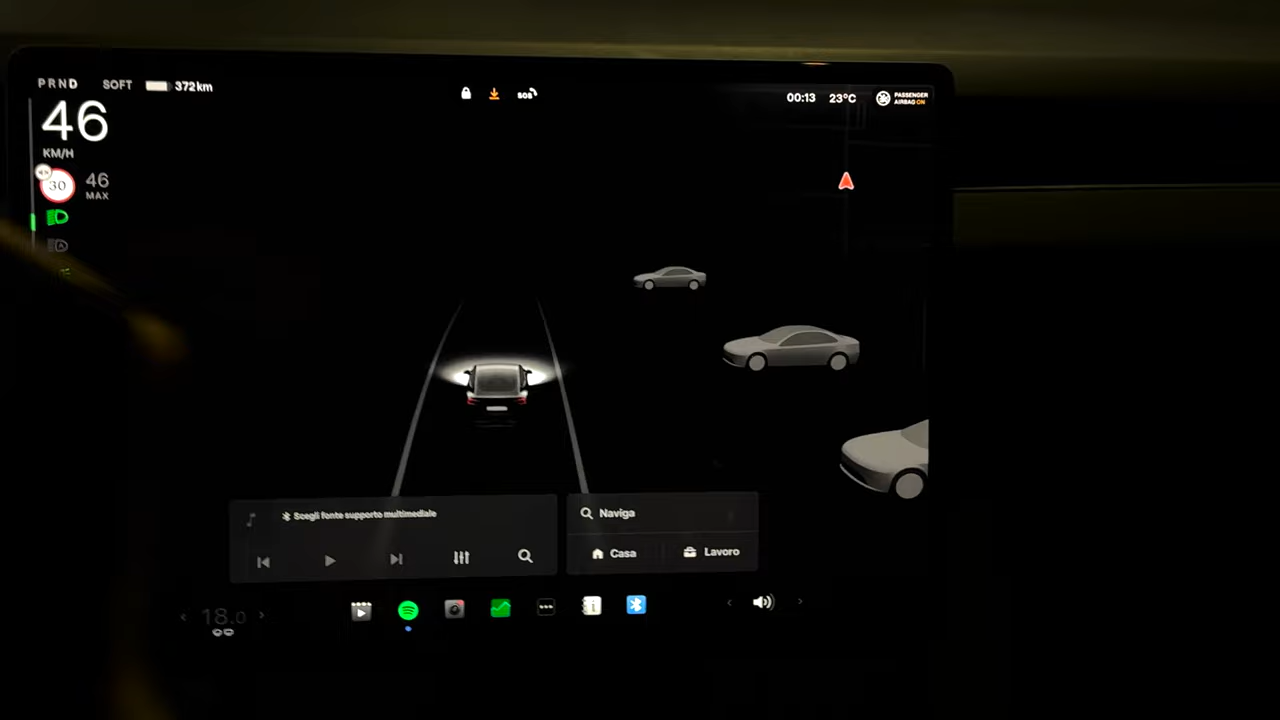 PRND SOFT 372km
SOS
00:13 23°C PASSENGER
AIRBAG ON
46
KM/H
30 46
MAX
Scegli fonte supporto multimediale
Naviga
Casa Lavoro
18.0